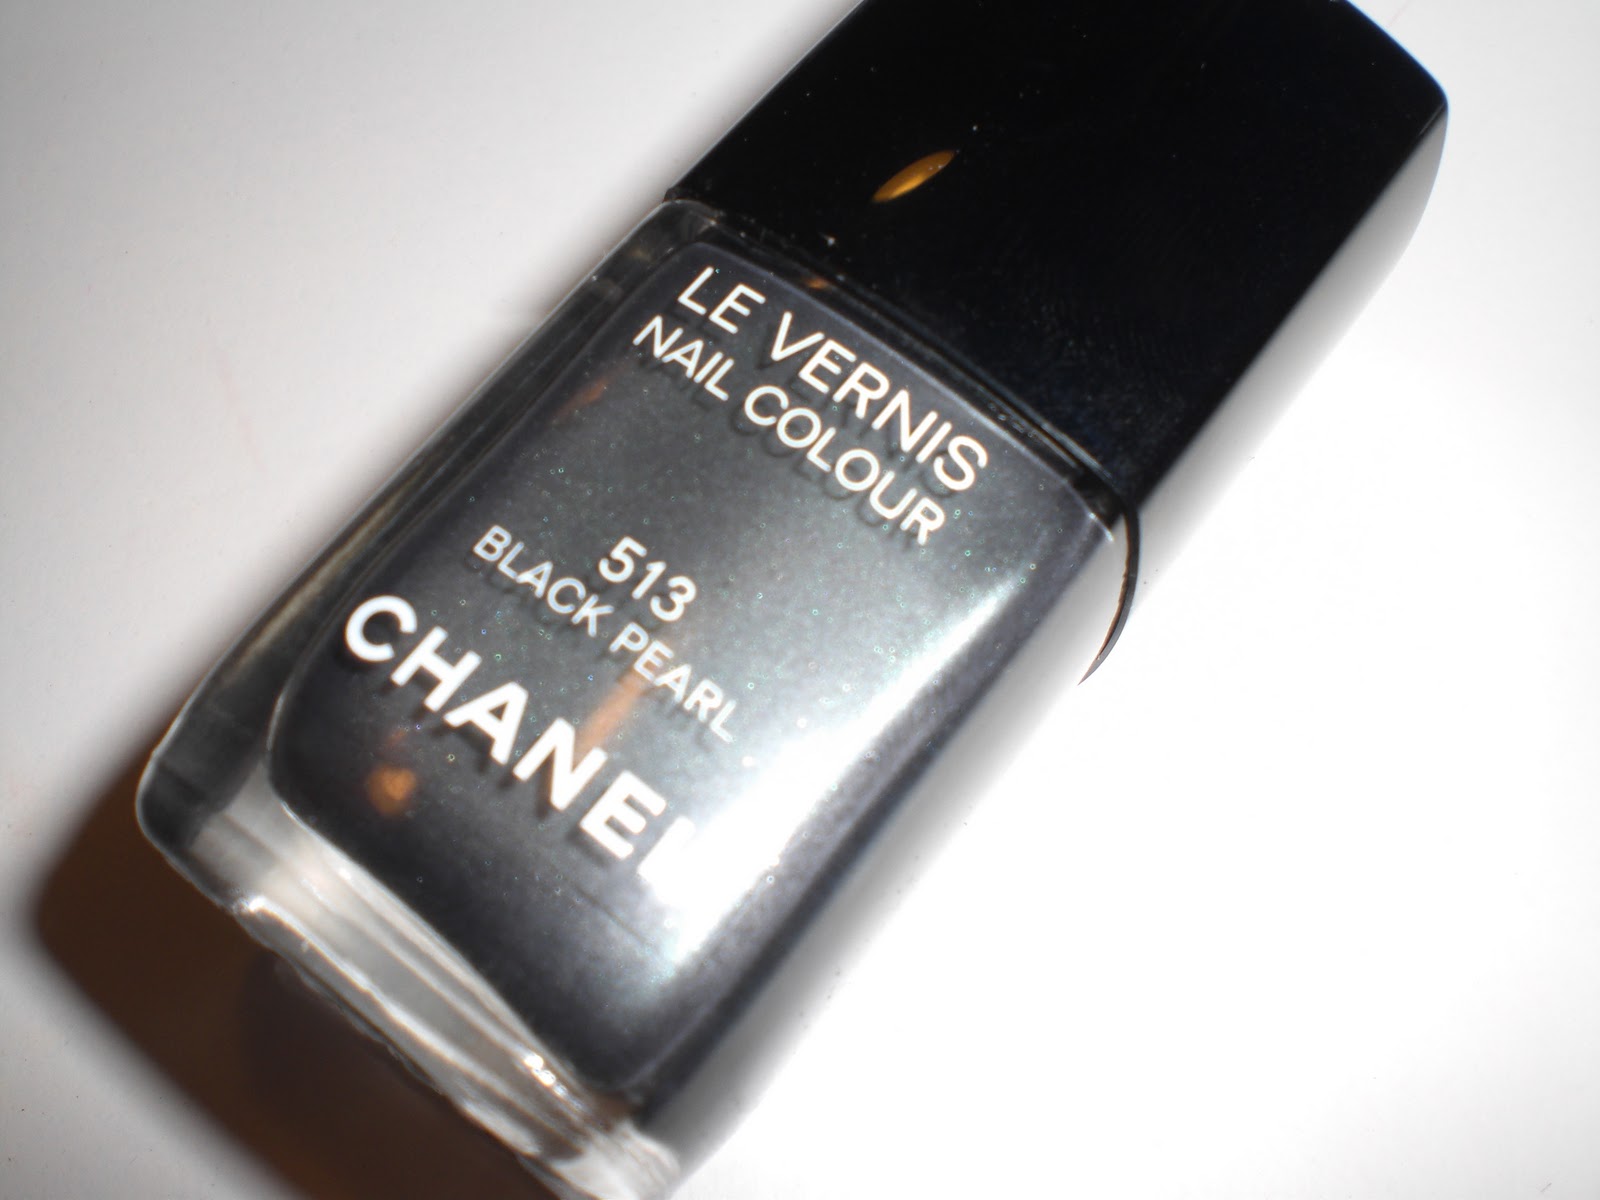 LE VERNIS
NAIL COLOUR
513
BLACK PEARL
CHANEL